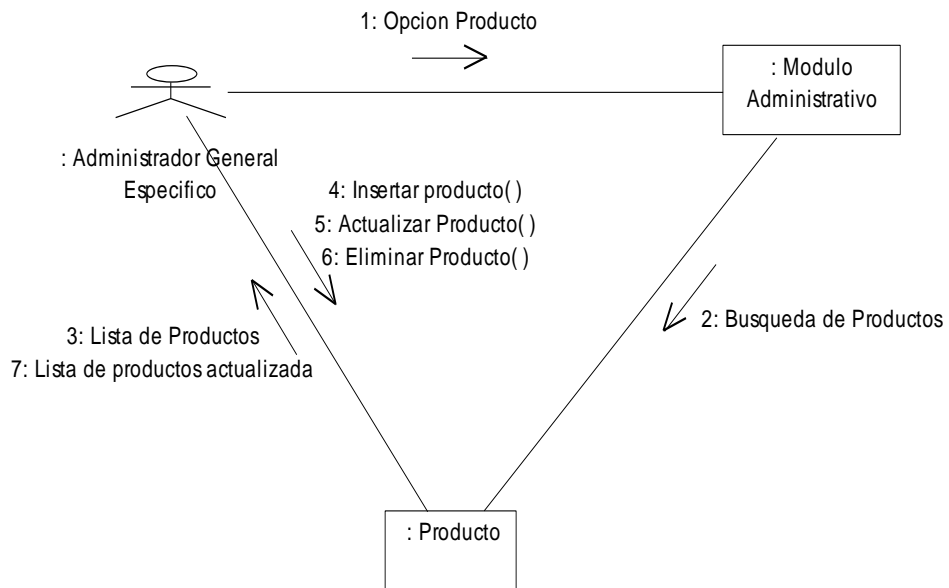 1: Opcion Producto
: Modulo
Administrativo
: Administrador General
Especifico
4: Insertar producto( )
5: Actualizar Producto( )
6: Eliminar Producto( )
2: Busqueda de Productos
3: Lista de Productos
7: Lista de productos actualizada
: Producto